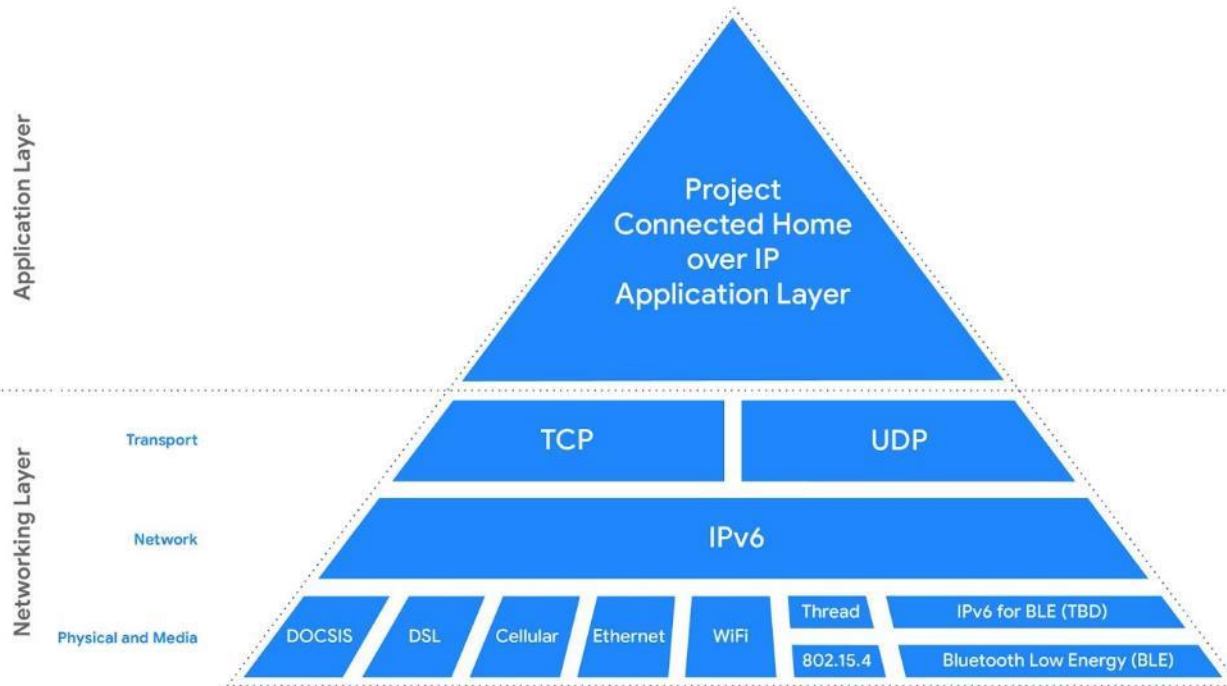 Application Layer
Project
Connected Home
over IP
Application Layer
Networking Layer
Transport
TCP
UDP
Network
IPv6
Physical and Media
DOCSIS
DSL
Cellular
Ethernet
WiFi
Thread
802.15.4
IPv6 for BLE (TBD)
Bluetooth Low Energy (BLE)